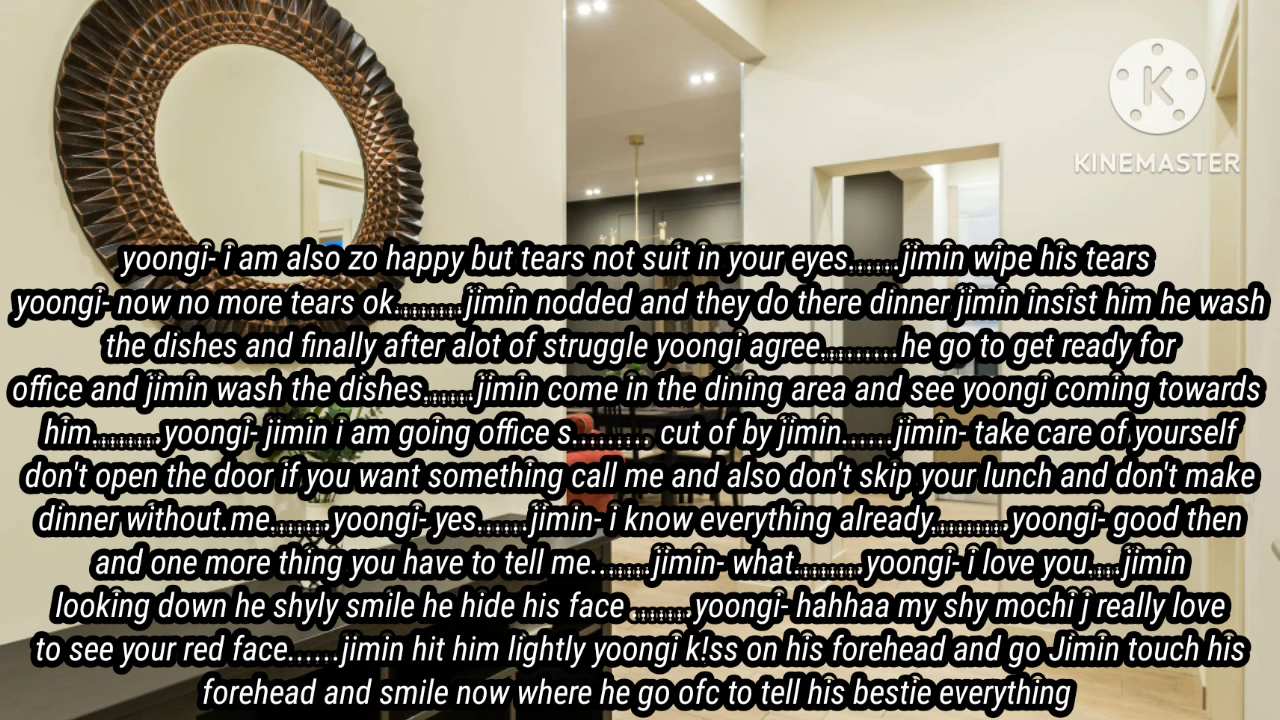 KINEMASTER
yoongi- i am also zo happy but tears not suit in your eyes.......jimin wipe his tears
yoongi- now no more tears ok.........jimin nodded and they do there dinner jimin insist him he wash
the dishes and finally after alot of struggle yoongi agree..........he go to get ready for
office and jimin wash the dishes.......jimin come in the dining area and see yoongi coming towards
him..........yoongi- jimin i am going office s.......... cut of by jimin.......jimin- take care of yourself
don't open the door if you want something call me and also don't skip your lunch and don't make
dinner without.me........yoongi- yes.......jimin- i know everything already..........yoongi- good then
and one more thing you have to tell me.........jimin- what..........yoongi- i love you.....jimin
looking down he shyly smile he hide his face ........yoongi- hahhaa my shy mochi j really love
to see your red face......jimin hit him lightly yoongi k!ss on his forehead and go Jimin touch his
forehead and smile now where he go ofc to tell his bestie everything